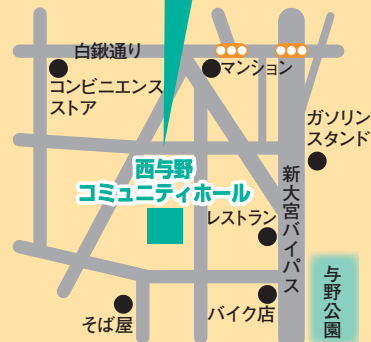 白鍬通り
マンション
コンビニエンス
ストア
ガソリン
スタンド
西与野
コミュニティホール
新大宮バイパス
レストラン
与野公園
バイク店
そば屋